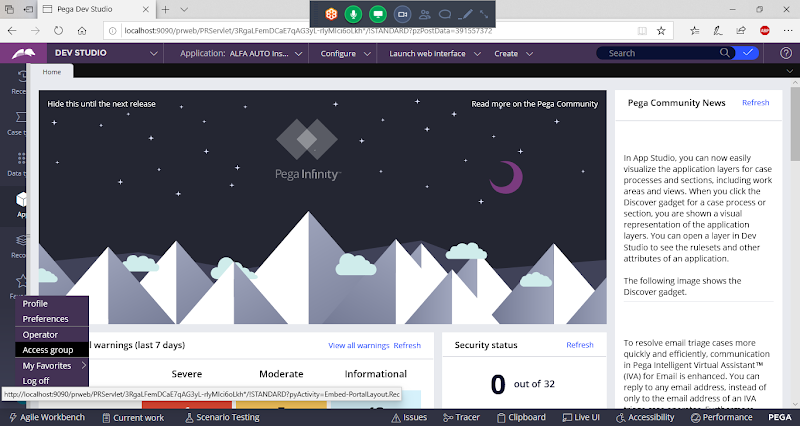 Pega Dev Studio
localhost:9090/prweb/PRServlet/3RgaLFemDCaE7qAG3yL-rlyMIci6oLkh*/!STANDARD?pzPostData=391557372
DEV STUDIO
Application: ALFA AUTO Ins...
Configure
Launch web interface
Create
Search
Home
Rece
Case t
Data t
App
Reco
Fav
Hide this until the next release
Read more on the Pega Community
Pega Infinity™
Pega Community News
Refresh
In App Studio, you can now easily
visualize the application layers for case
processes and sections, including work
areas and views. When you click the
Discover gadget for a case process or
section, you are shown a visual
representation of the application
layers. You can open a layer in Dev
Studio to see the rulesets and other
attributes of an application.
The following image shows the
Discover gadget.
To resolve email triage cases more
quickly and efficiently, communication
in Pega Intelligent Virtual Assistant™
(IVA) for Email is enhanced. You can
reply to any email address, instead of
only to the email address of an IVA
Profile
Preferences
Operator
Access group
My Favorites
Log off
l warnings (last 7 days)
View all warnings
Refresh
Severe
Moderate
Informational
Security status
Refresh
0 out of 32
http://localhost:9090/prweb/PRServlet/3RgaLFemDCaE7qAG3yL-rlyMIci6oLkh*/!STANDARD?pyActivity=Embed-PortalLayout.Rec
Agile Workbench
Current work
Scenario Testing
Issues
Tracer
Clipboard
Live UI
Accessibility
Performance
PEGA